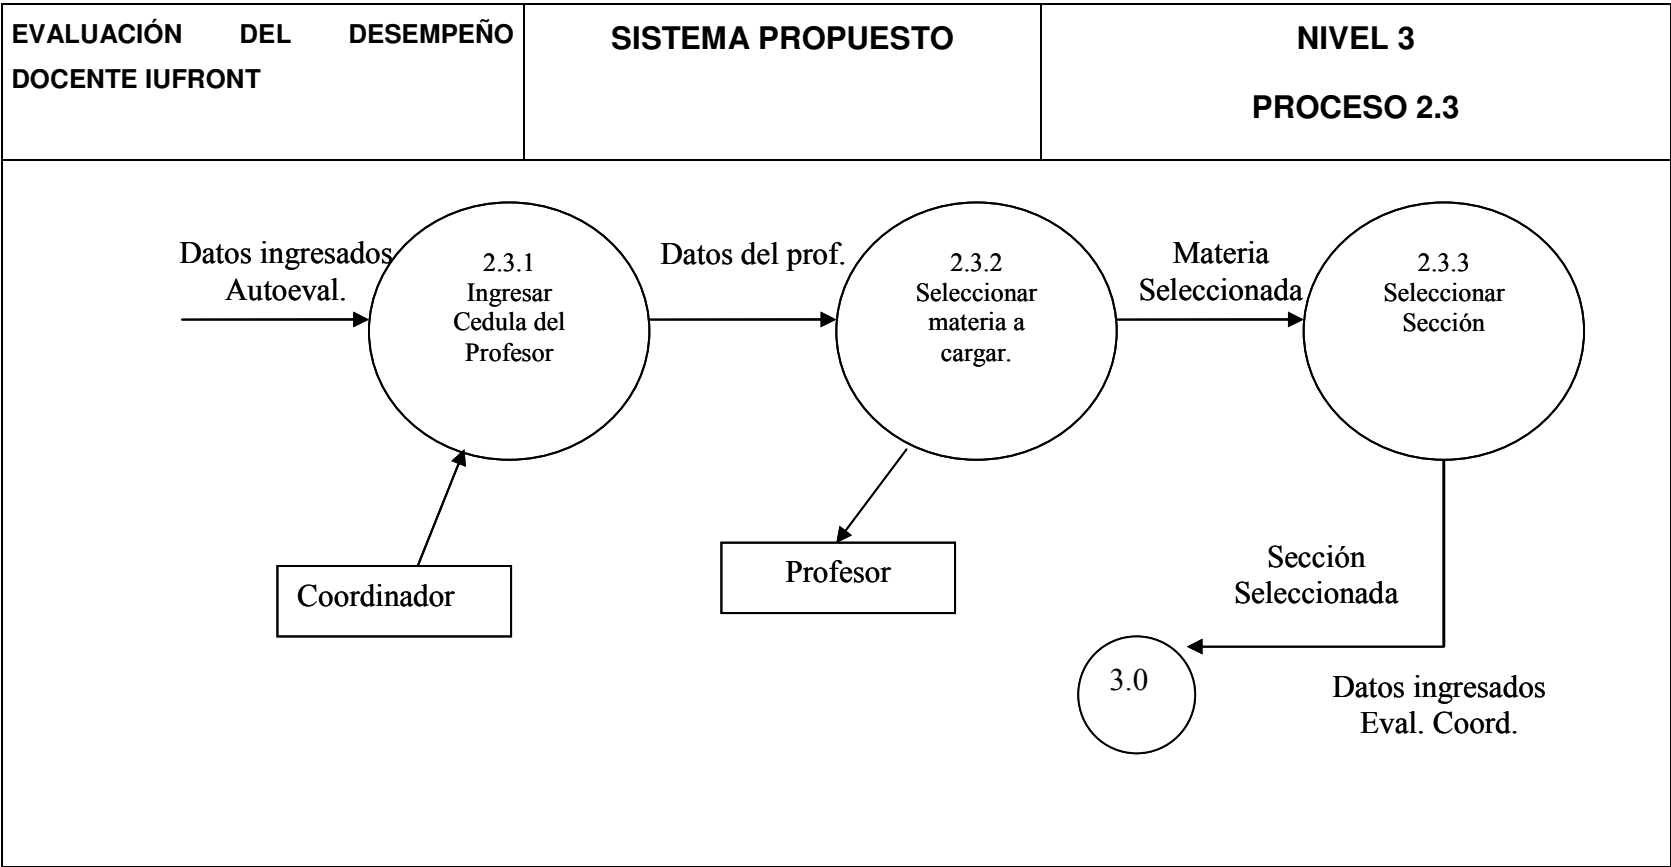 EVALUACIÓN DEL DESEMPEÑO
DOCENTE IUFRONT
SISTEMA PROPUESTO
NIVEL 3
PROCESO 2.3
Datos ingresados
Autoeval.
2.3.1
Ingresar
Cedula del
Profesor
Datos del prof.
2.3.2
Seleccionar
materia a
cargar.
Materia
Seleccionada
2.3.3
Seleccionar
Sección
Coordinador
Profesor
Sección
Seleccionada
3.0
Datos ingresados
Eval. Coord.